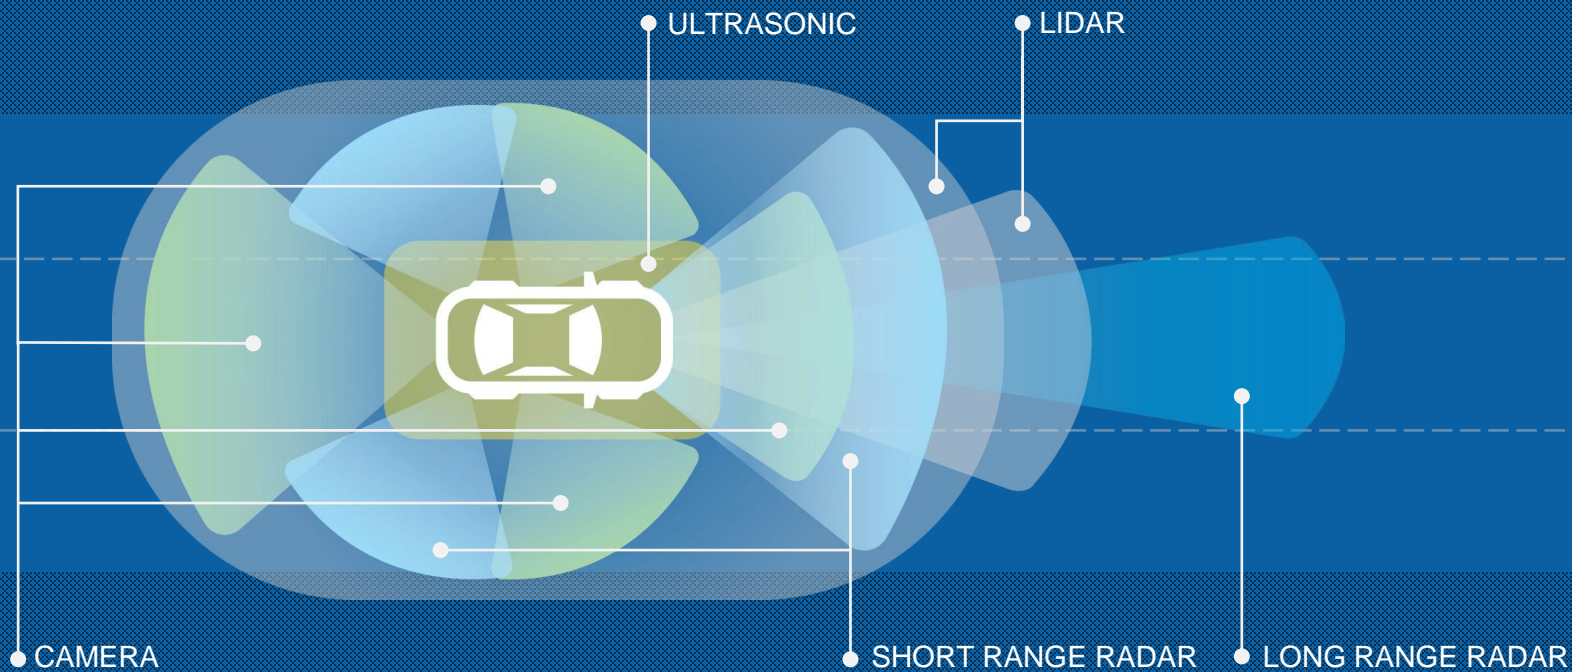 ULTRASONIC
LIDAR
CAMERA
SHORT RANGE RADAR
LONG RANGE RADAR